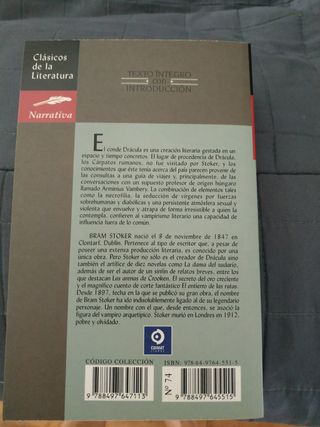 Clásicos
de la
Literatura
Narrativa
TEXTO ÍNTEGRO
con
INTRODUCCIÓN
El conde Drácula es una creación literaria gestada en un
espacio y tiempo concretos. El lugar de procedencia de Drácula,
los Cárpatos rumanos, no fue visitado por Stoker, y los
conocimientos que éste tenía acerca del país parecen provenir
de las consultas a una guía de viajes y, principalmente, de las
conversaciones con un supuesto profesor de origen húngaro
llamado Arminius Vambery. La combinación de elementos tales
como la necrofilia, la seducción de vírgenes por fuerzas
sobrehumanas y diabólicas y una persistente atmósfera sensual y
violenta que envuelve y atrapa de forma irresistible a quien la
contempla, confieren al vampirismo literario una capacidad de
influencia fuera de lo común.
BRAM STOKER nació el 8 de noviembre de 1847 en
Clontarf, Dublín. Pertenece al tipo de escritor que, a pesar de
poseer una extensa producción literaria, es conocido por una
única obra. Pero Stoker no sólo es el creador de Drácula sino
también el artífice de diez novelas como La dama del sudario,
además de ser el autor de un sinfín de relatos breves, entre los
que destacan Las arenas de Crooken, El secreto del oro creciente
y el magnífico cuento de corte fantástico El entierro de las ratas.
Desde 1897, fecha en la que se publicó su gran obra, el nombre
de Bram Stoker ha ido indisolublemente ligado al de su legendario
personaje. Un nombre con el que, desde entonces, se asoció la
figura del vampiro arquetípico. Stoker murió en Londres en 1912,
pobre y olvidado.
EDIMAT
LIBROS
CÓDIGO COLECCIÓN
ISBN: 978-84-9764-551-5
9 788497 647113
Nº 74
9 788497 645515